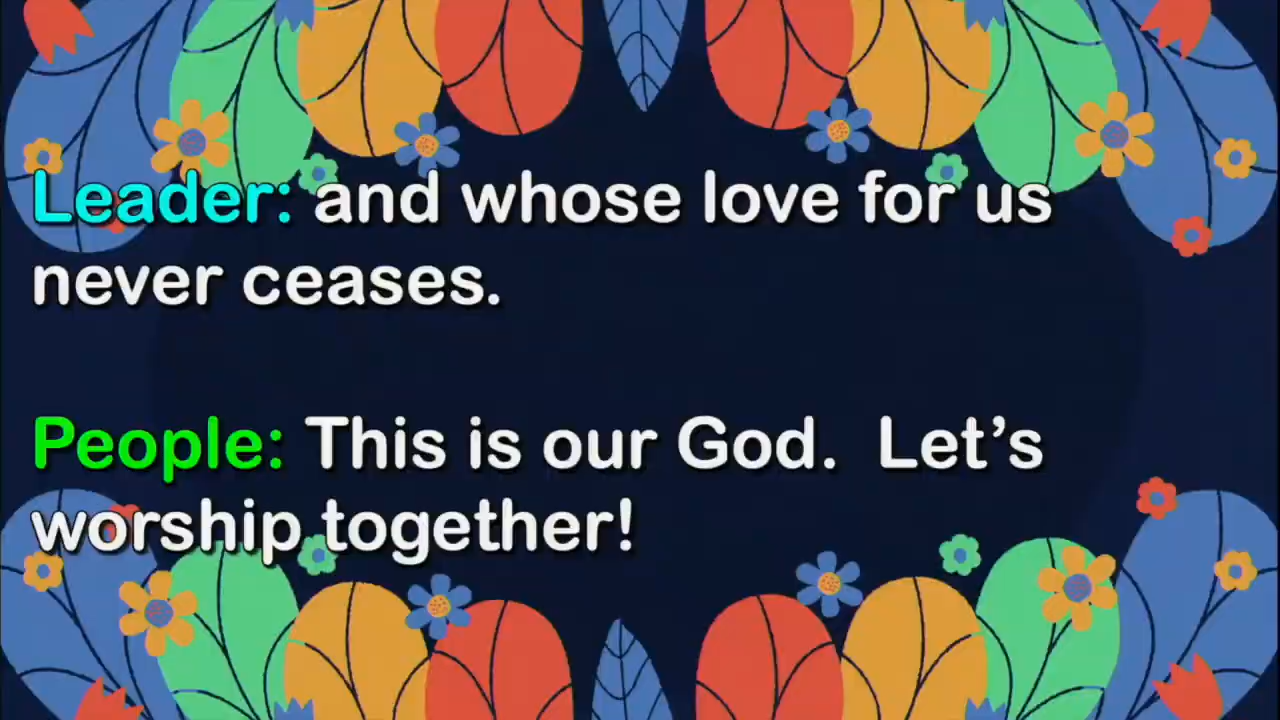 Leader: and whose love for us
never ceases.
People: This is our God.  Let’s
worship together!